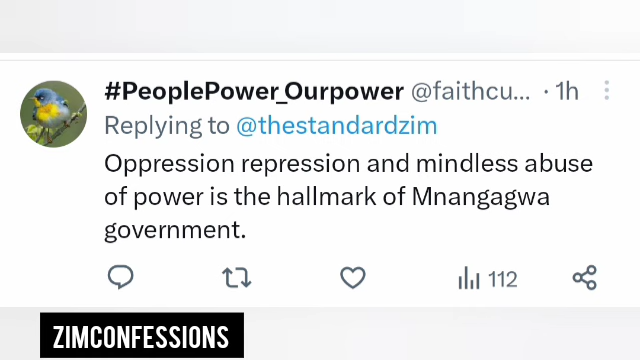 #PeoplePower_Ourpower @faithcu... · 1h
Replying to @thestandardzim
Oppression repression and mindless abuse
of power is the hallmark of Mnangagwa
government.
112
ZIMCONFESSIONS